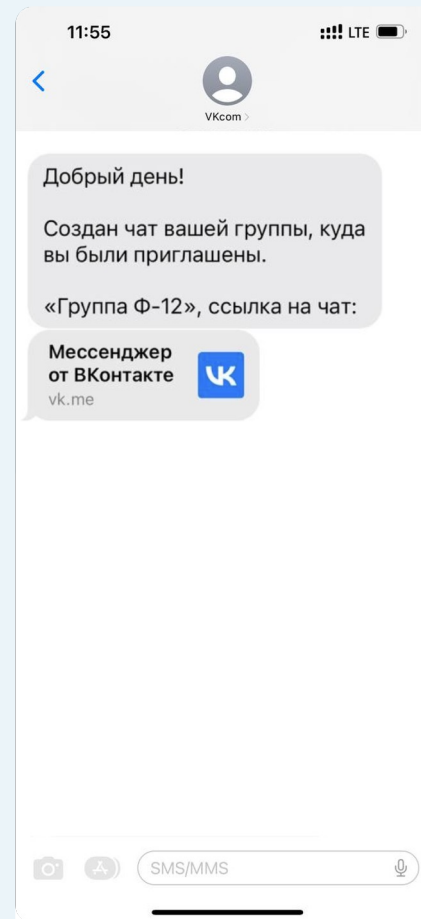 11:55
LTE
VKcom
Добрый день!
Создан чат вашей группы, куда
вы были приглашены.
«Группа Ф-12», ссылка на чат:
Мессенджер
от ВКонтакте
vk.me
SMS/MMS